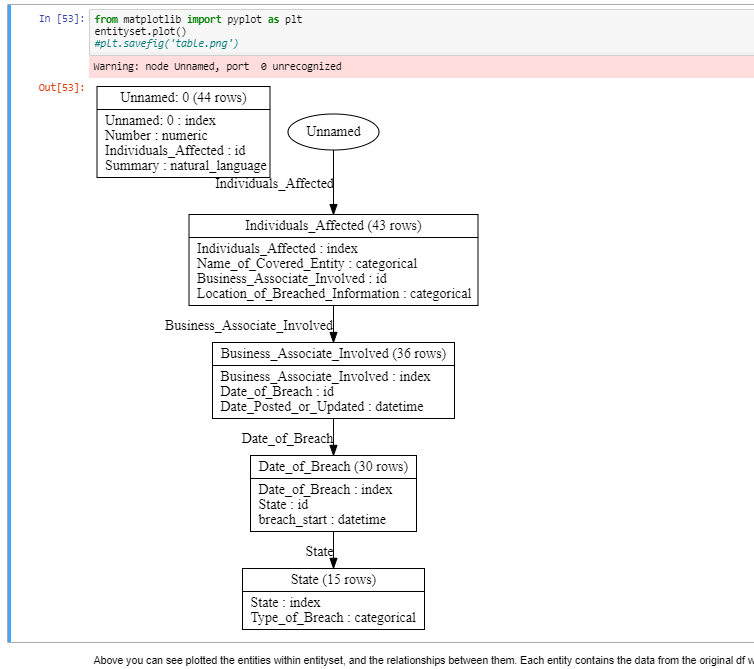 In [53]: from matplotlib import pyplot as plt
entityset.plot()
#plt.savefig('table.png')
Warning: node Unnamed, port  0 unrecognized
Out[53]:
Unnamed: 0 (44 rows)
Unnamed: 0 : index
Number : numeric
Individuals_Affected : id
Summary : natural_language
Unnamed
Individuals_Affected
Individuals_Affected (43 rows)
Individuals_Affected : index
Name_of_Covered_Entity : categorical
Business_Associate_Involved : id
Location_of_Breached_Information : categorical
Business_Associate_Involved
Business_Associate_Involved (36 rows)
Business_Associate_Involved : index
Date_of_Breach : id
Date_Posted_or_Updated : datetime
Date_of_Breach
Date_of_Breach (30 rows)
Date_of_Breach : index
State : id
breach_start : datetime
State
State (15 rows)
State : index
Type_of_Breach : categorical
Above you can see plotted the entities within entityset, and the relationships between them. Each entity contains the data from the original df w